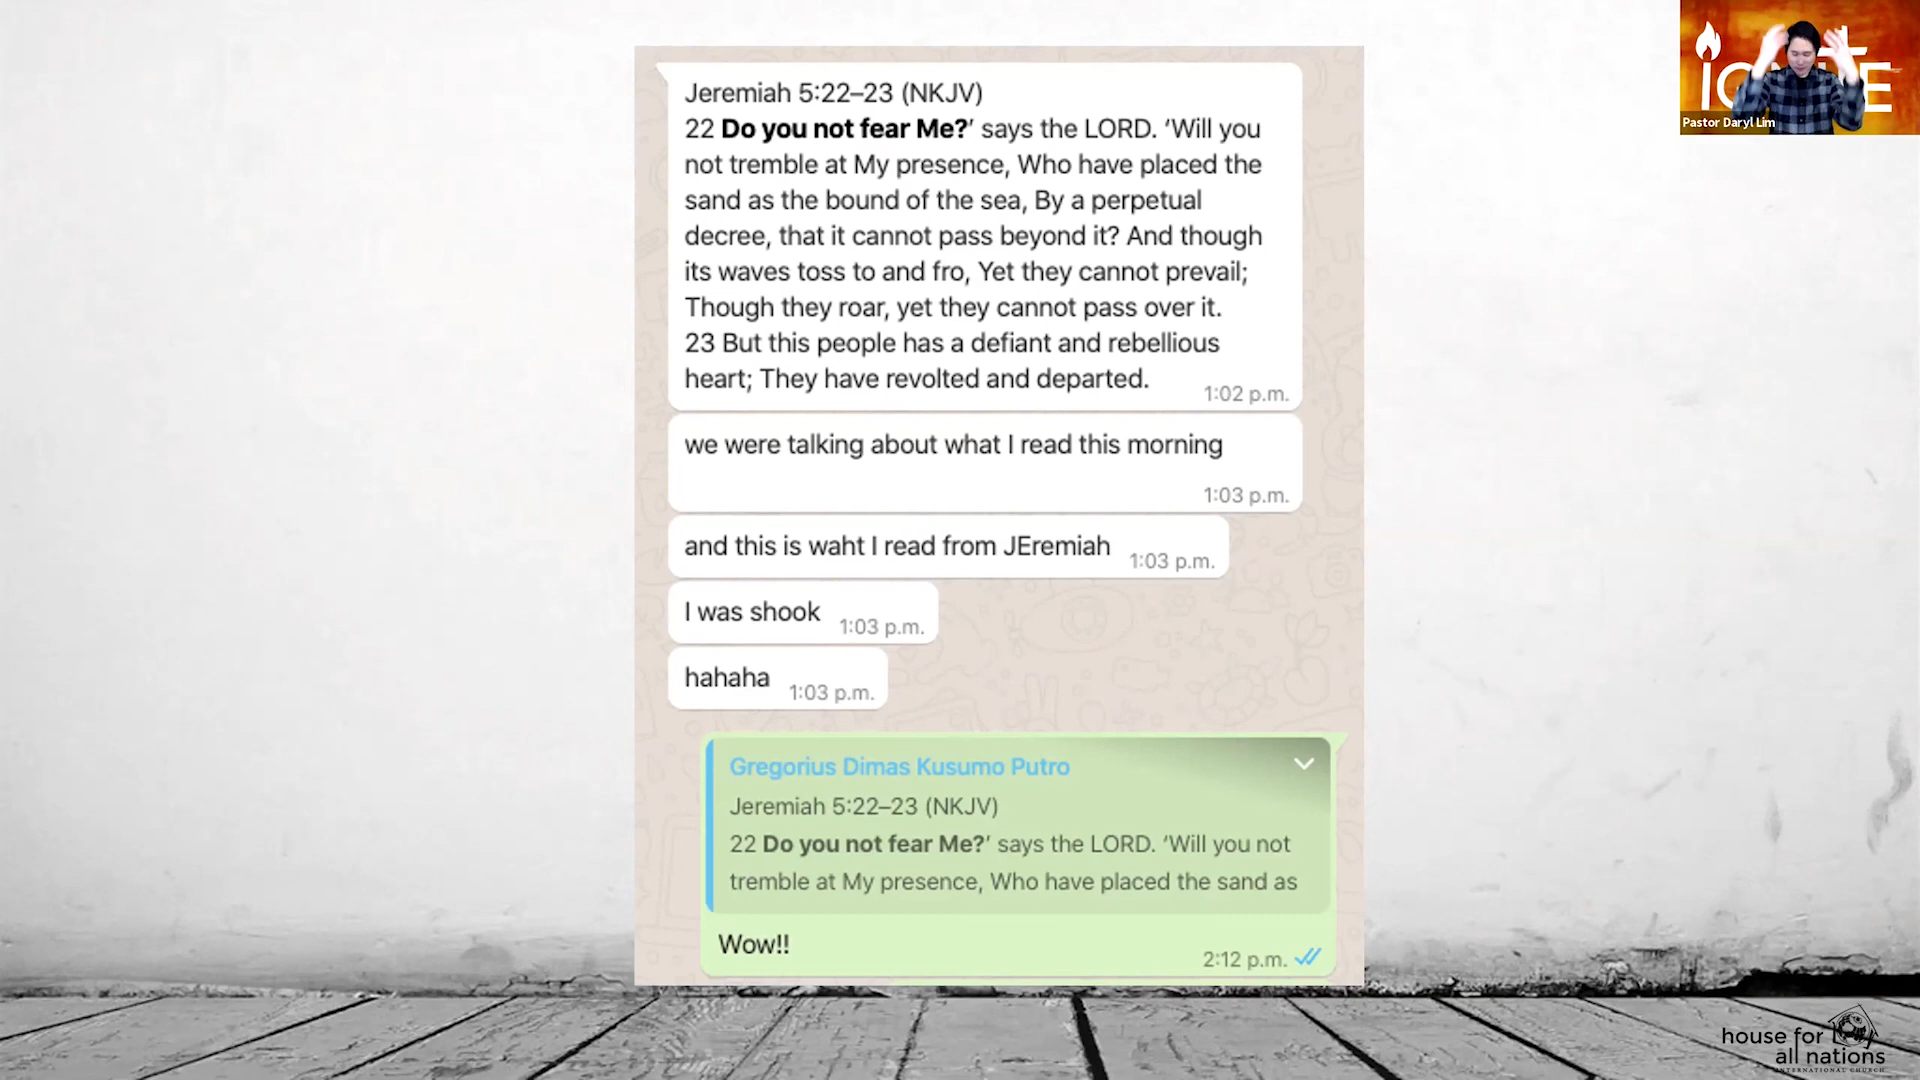 Jeremiah 5:22–23 (NKJV)
22 Do you not fear Me?’ says the LORD. ‘Will you
not tremble at My presence, Who have placed the
sand as the bound of the sea, By a perpetual
decree, that it cannot pass beyond it? And though
its waves toss to and fro, Yet they cannot prevail;
Though they roar, yet they cannot pass over it.
23 But this people has a defiant and rebellious
heart; They have revolted and departed.
1:02 p.m.
we were talking about what I read this morning
1:03 p.m.
and this is waht I read from JEremiah 1:03 p.m.
I was shook 1:03 p.m.
hahaha 1:03 p.m.
Gregorius Dimas Kusumo Putro
Jeremiah 5:22–23 (NKJV)
22 Do you not fear Me?’ says the LORD. ‘Will you not
tremble at My presence, Who have placed the sand as
Wow!!
2:12 p.m.
Pastor Daryl Lim
house for
all nations
INTERNATIONAL CHURCH